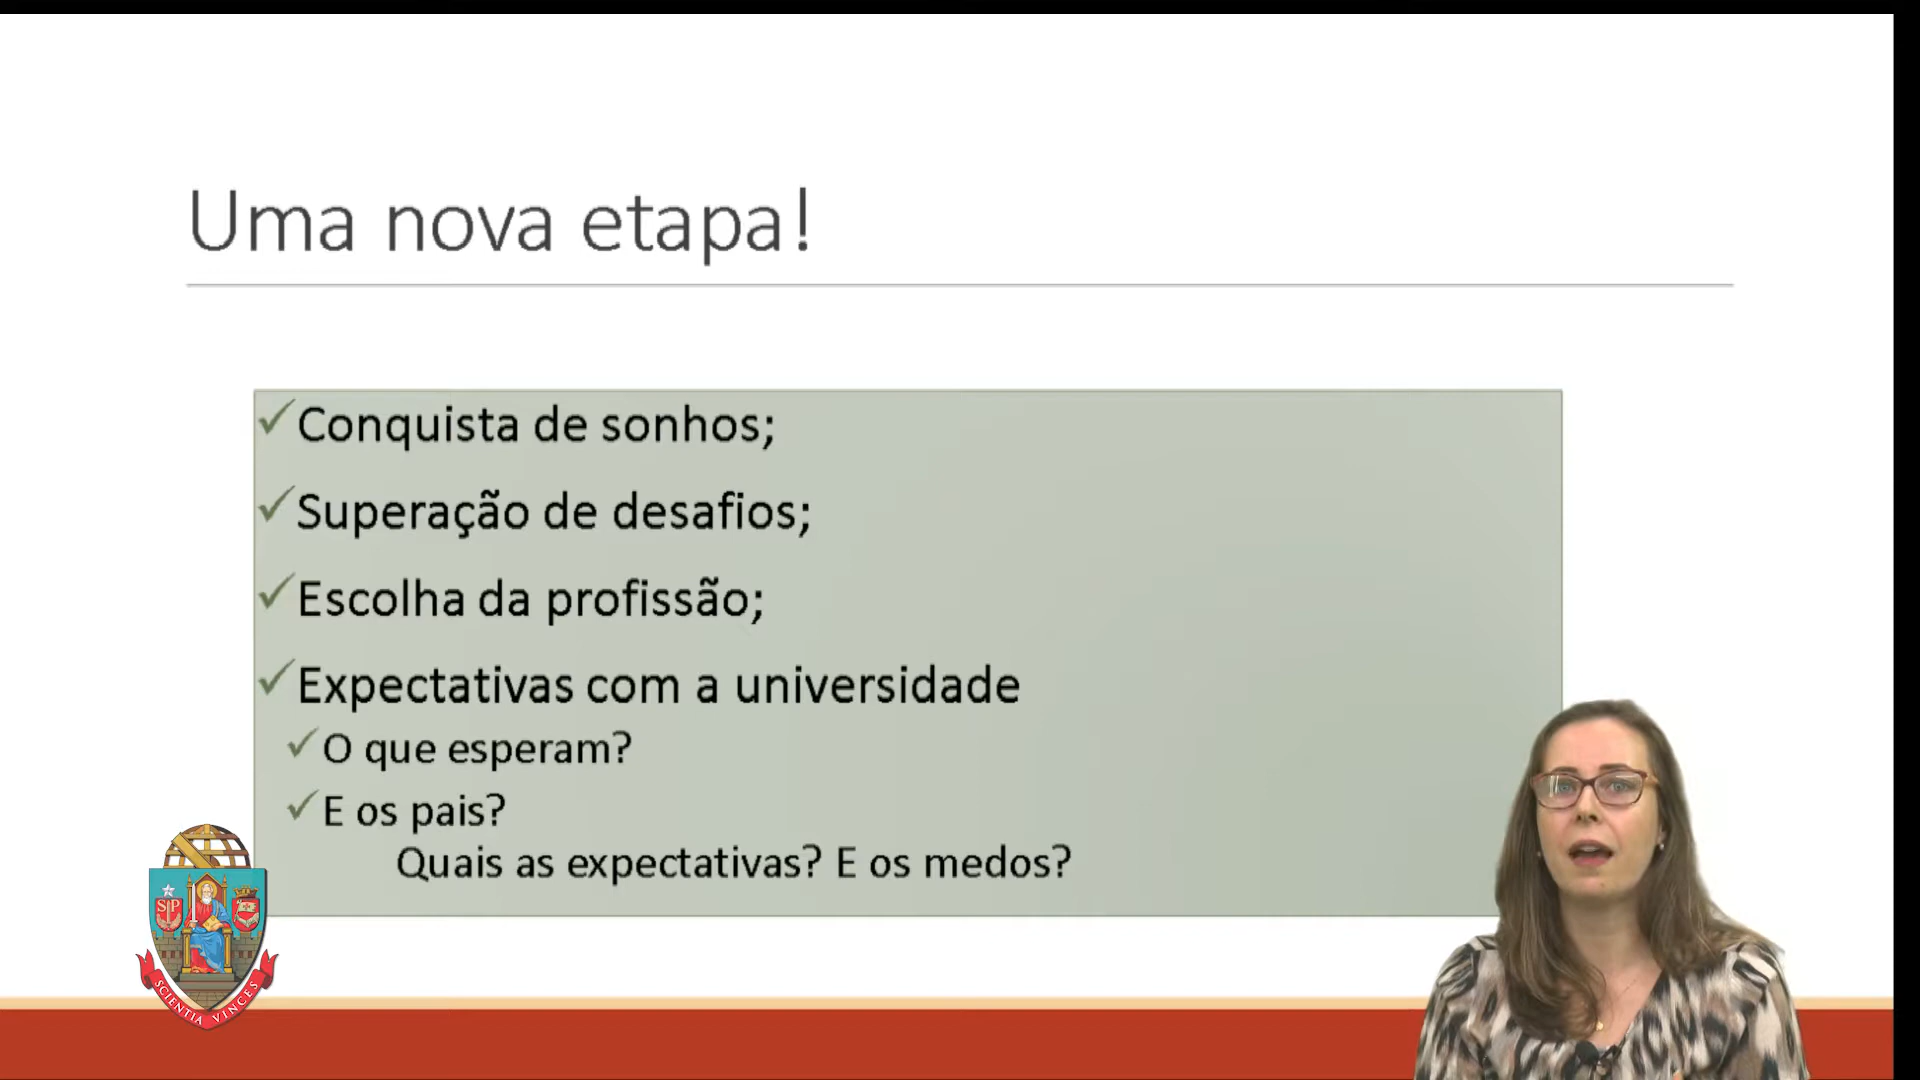 Uma nova etapa!
Conquista de sonhos;
Superação de desafios;
Escolha da profissão;
Expectativas com a universidade
O que esperam?
E os pais?
Quais as expectativas? E os medos?
SP
SCIENTIA VINCES